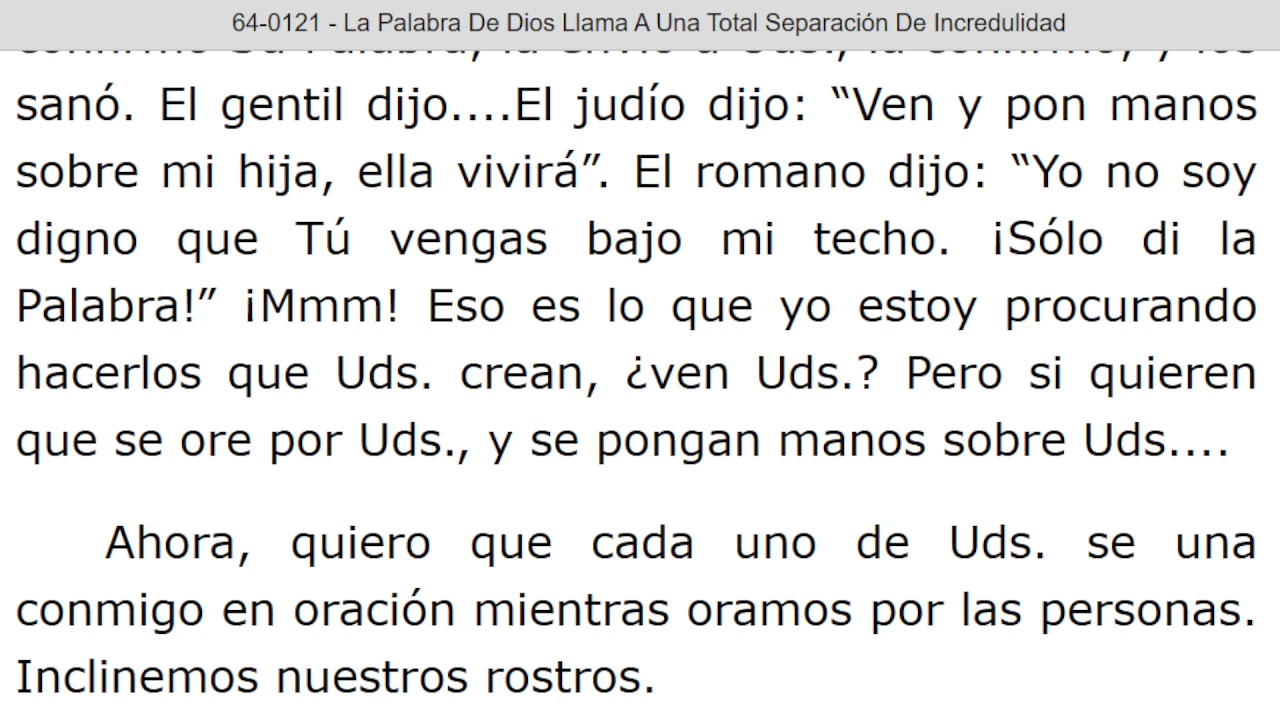 64-0121 - La Palabra De Dios Llama A Una Total Separación De Incredulidad
sanó. El gentil dijo....El judío dijo: “Ven y pon manos
sobre mi hija, ella vivirá”. El romano dijo: “Yo no soy
digno que Tú vengas bajo mi techo. ¡Sólo di la
Palabra!” ¡Mmm! Eso es lo que yo estoy procurando
hacerlos que Uds. crean, ¿ven Uds.? Pero si quieren
que se ore por Uds., y se pongan manos sobre Uds....
Ahora, quiero que cada uno de Uds. se una
conmigo en oración mientras oramos por las personas.
Inclinemos nuestros rostros.